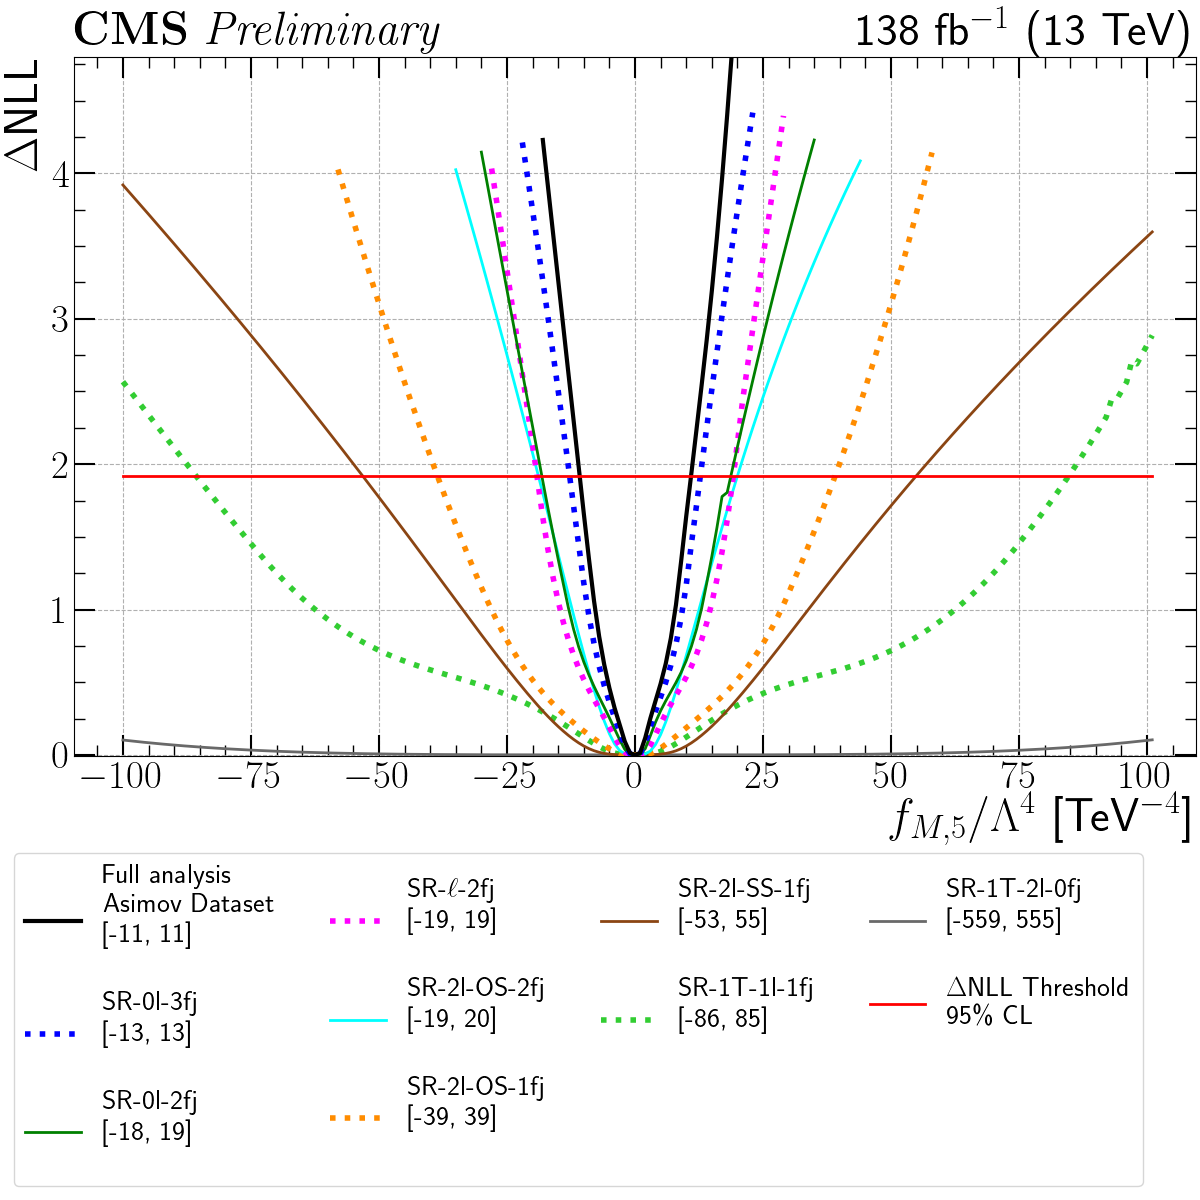 CMS Preliminary 138 fb⁻¹ (13 TeV)
ΔNLL
4
3
2
1
0
−100 −75 −50 −25 0 25 50 75 100
f_{M,5}/Λ⁴ [TeV⁻⁴]
Full analysis
Asimov Dataset
[-11, 11]
SR-0l-3fj
[-13, 13]
SR-0l-2fj
[-18, 19]
SR-ℓ-2fj
[-19, 19]
SR-2l-OS-2fj
[-19, 20]
SR-2l-OS-1fj
[-39, 39]
SR-2l-SS-1fj
[-53, 55]
SR-1T-1l-1fj
[-86, 85]
SR-1T-2l-0fj
[-559, 555]
ΔNLL Threshold
95% CL